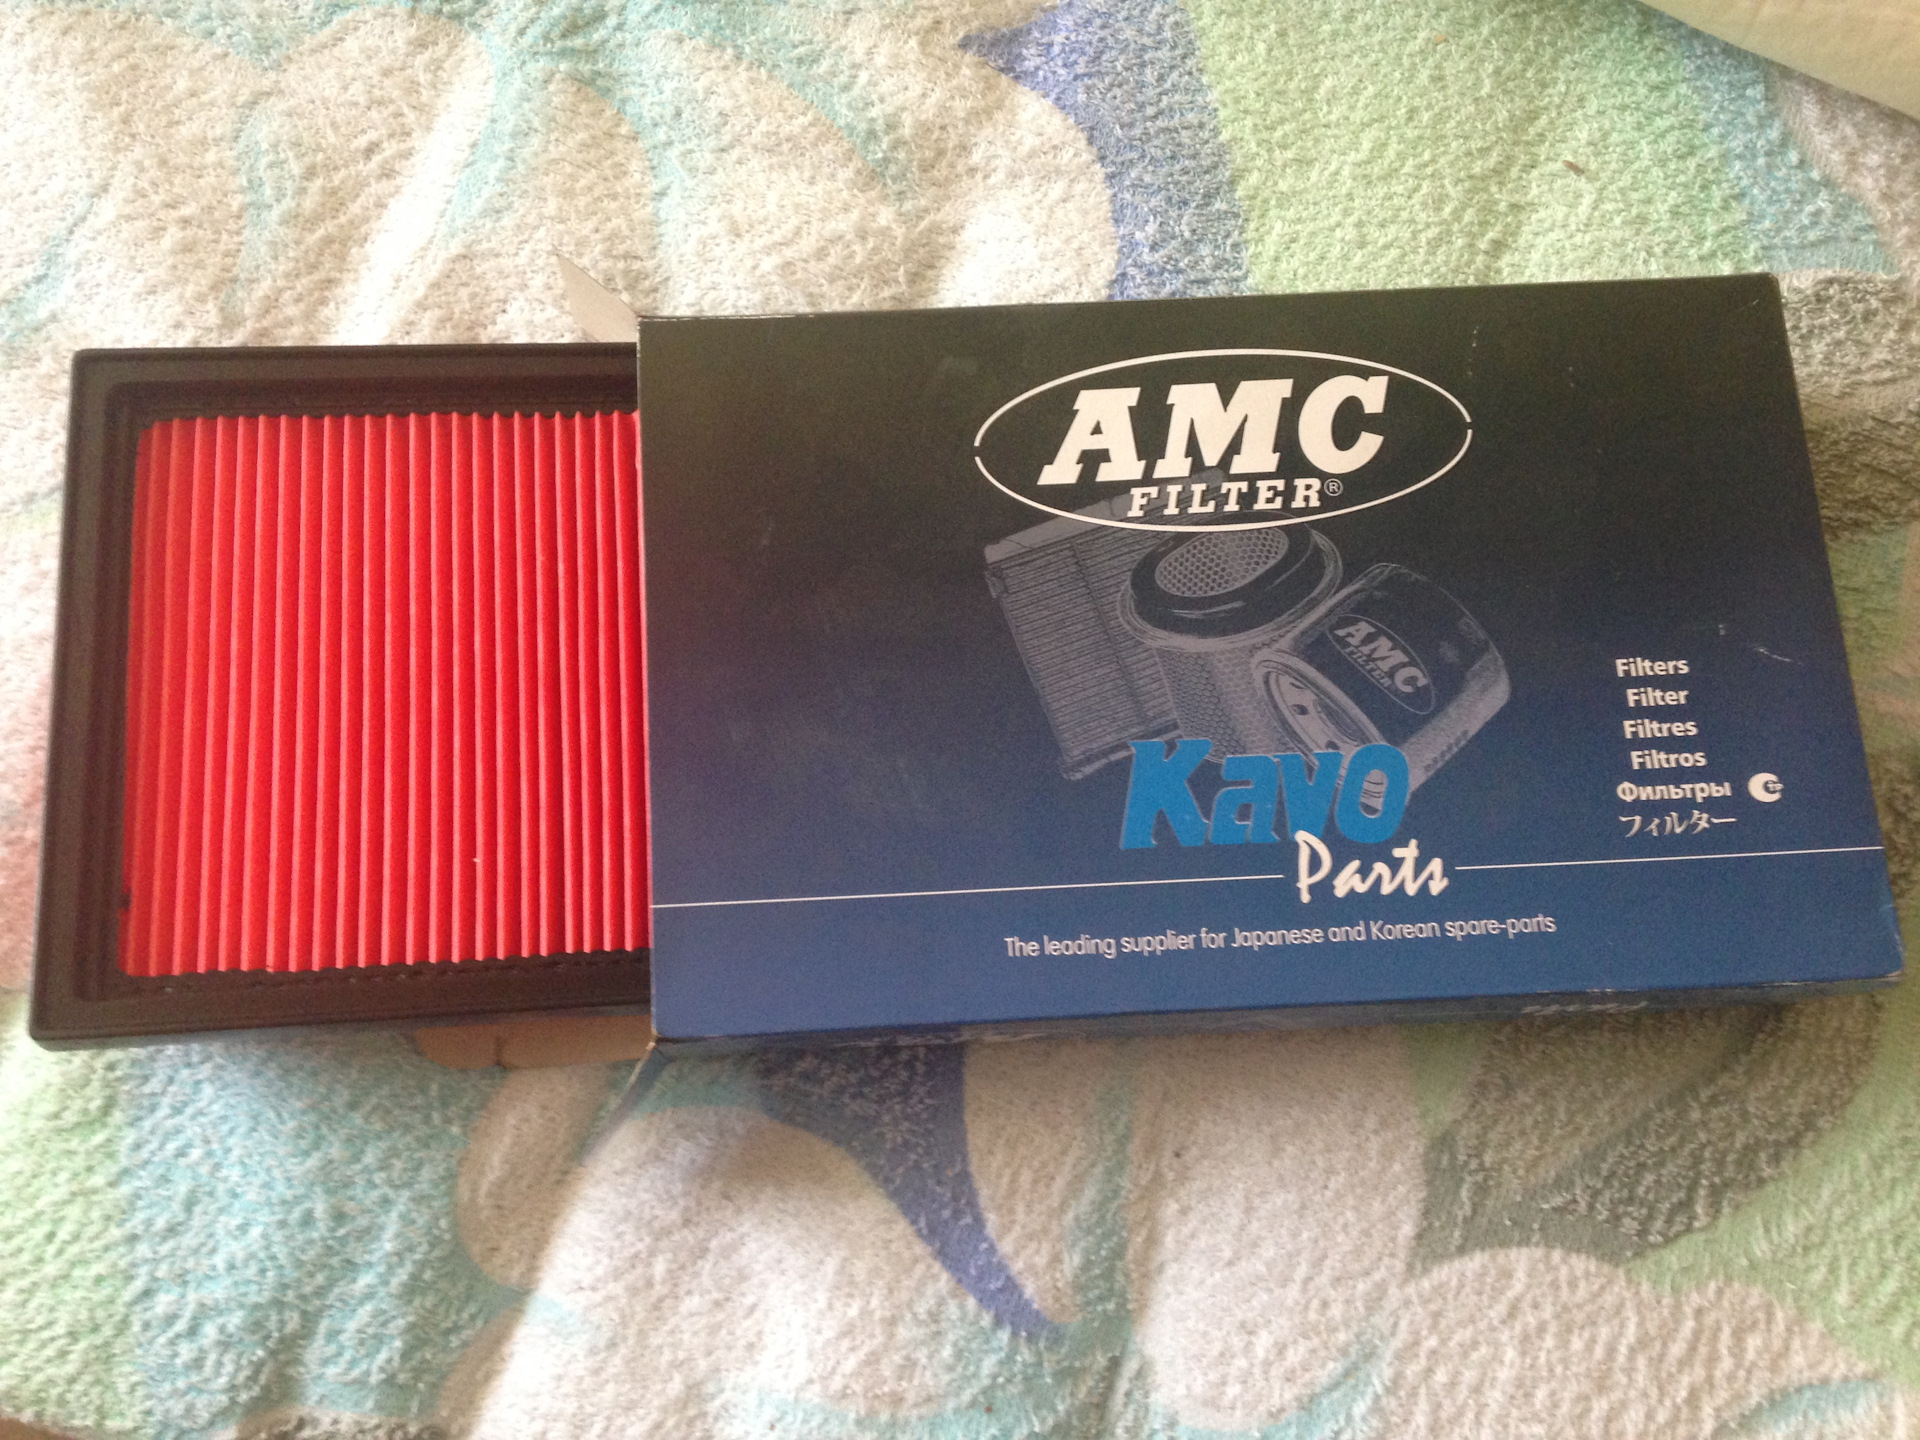 AMC
FILTER®
AMC
FILTER
Filters
Filter
Filtres
Filtros
Фильтры
フィルター
Kavo
Parts
The leading supplier for Japanese and Korean spare-parts